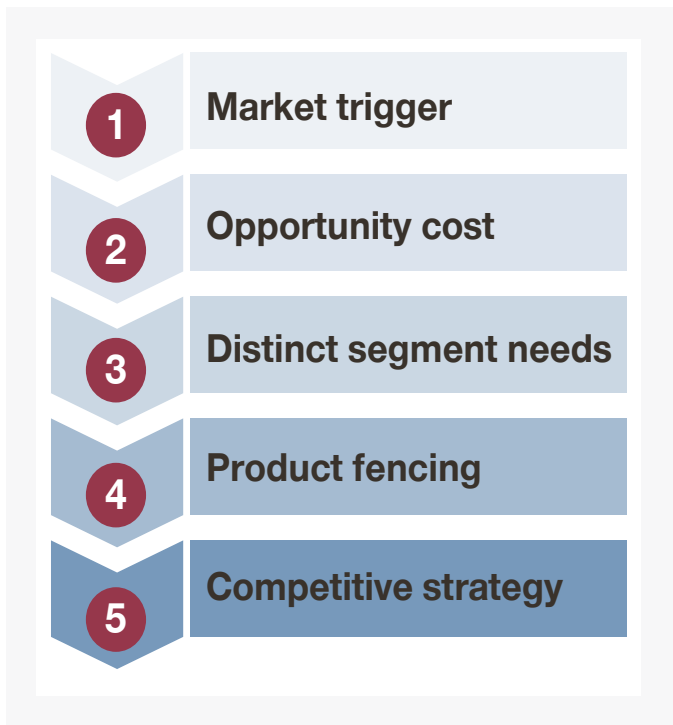 1 Market trigger
2 Opportunity cost
3 Distinct segment needs
4 Product fencing
5 Competitive strategy